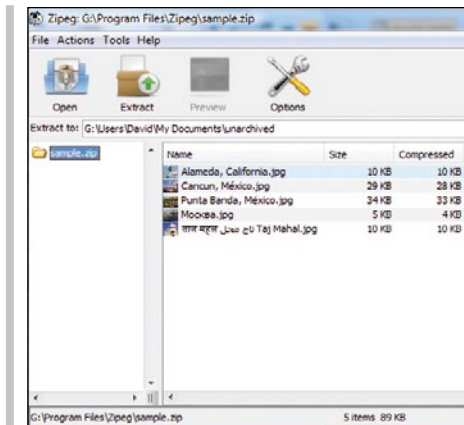 Zipeg: G:\Program Files\Zipeg\sample.zip
File Actions Tools Help
Open Extract Preview Options
Extract to: G:\Users\David\My Documents\unarchived
sample.zip
Name Size Compressed
Alameda, California.jpg 10 KB 10 KB
Cancun, México.jpg 29 KB 28 KB
Punta Banda, México.jpg 34 KB 33 KB
Москва.jpg 5 KB 4 KB
ताज महल تاج محل Taj Mahal.jpg 10 KB 10 KB
G:\Program Files\Zipeg\sample.zip 5 items 89 KB